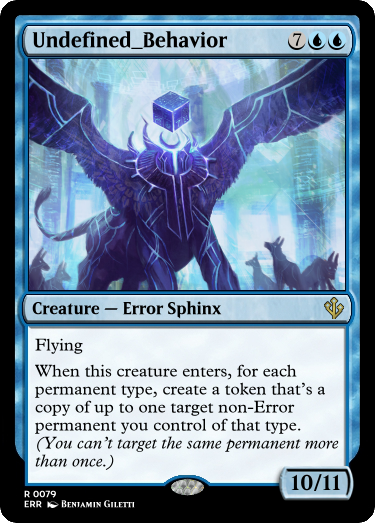 Undefined_Behavior 7
Creature — Error Sphinx
Flying
When this creature enters, for each
permanent type, create a token that's a
copy of up to one target non-Error
permanent you control of that type.
(You can't target the same permanent more
than once.)
10/11
R 0079
ERR Benjamin Giletti